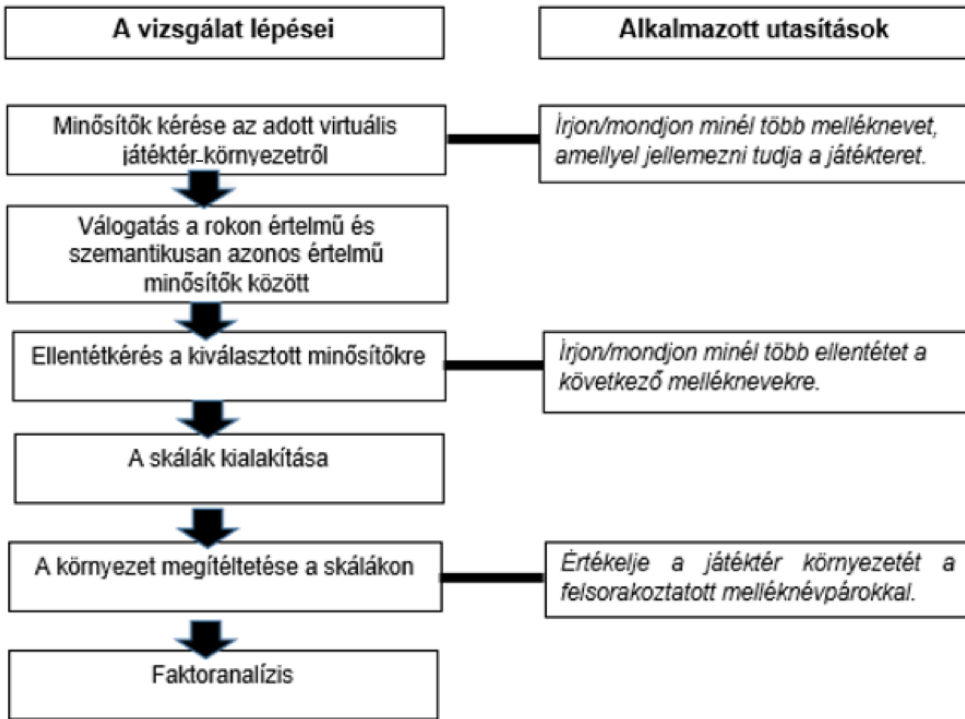 A vizsgálat lépései
Alkalmazott utasítások
Minősítők kérése az adott virtuális
játéktér-környezetről
Írjon/mondjon minél több melléknevet,
amellyel jellemezni tudja a játékteret.
Válogatás a rokon értelmű és
szemantikusan azonos értelmű
minősítők között
Ellentétkérés a kiválasztott minősítőkre
Írjon/mondjon minél több ellentétet a
következő melléknevekre.
A skálák kialakítása
A környezet megítéltetése a skálákon
Értékelje a játéktér környezetét a
felsorakoztatott melléknévpárokkal.
Faktoranalízis